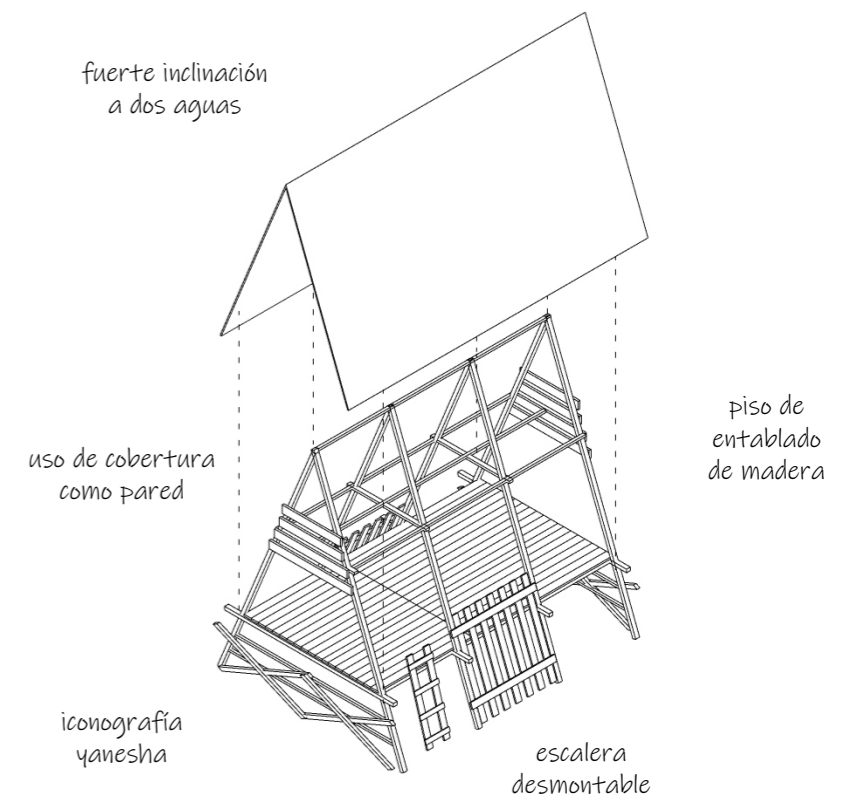 fuerte inclinación
a dos aguas
uso de cobertura
como pared
piso de
entablado
de madera
iconografía
yanesha
escalera
desmontable